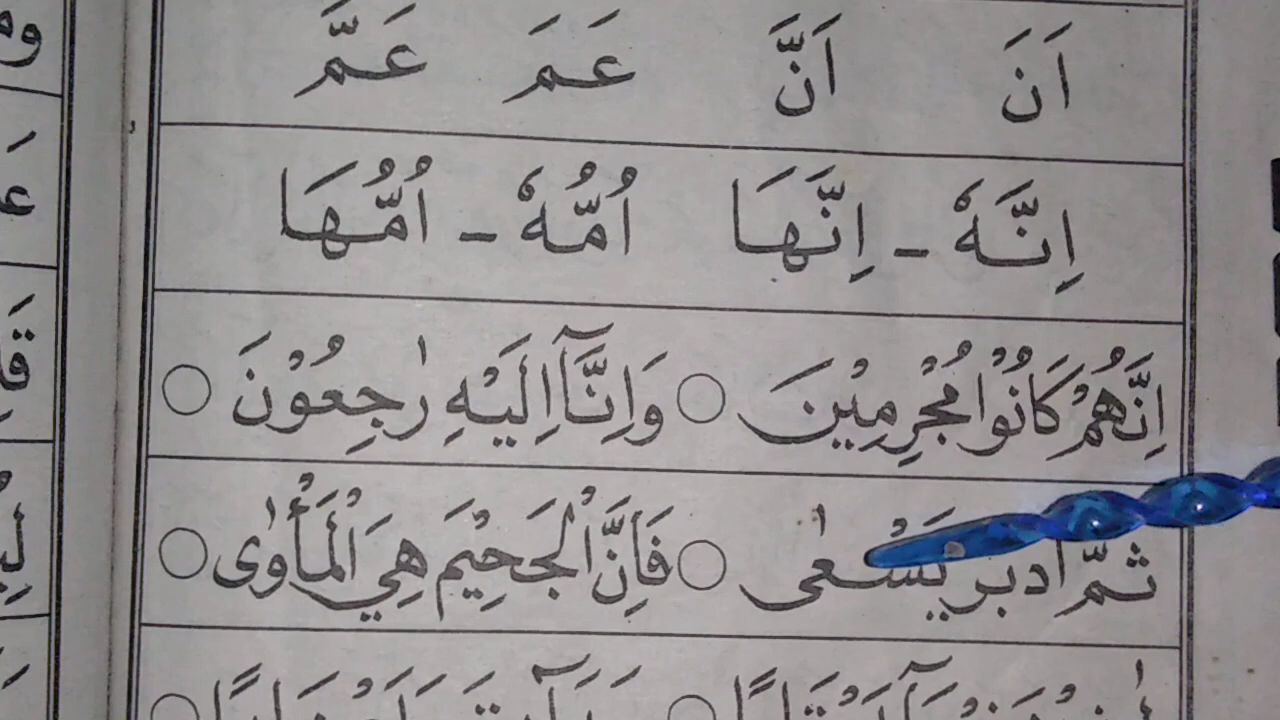 اَنَ اَنَّ عَمَ عَمَّ
اِنَّهٗ ـ اِنَّهَا اُمُّهٗ ـ اُمُّهَا
اِنَّهُمْ كَانُوْا مُجْرِمِيْنَ ○ وَاِنَّآ اِلَيْهِ رٰجِعُوْنَ ○
ثُمَّ اَدْبَرَ يَسْعٰى ○ فَاِنَّ الْجَحِيْمَ هِيَ الْمَأْوٰى ○